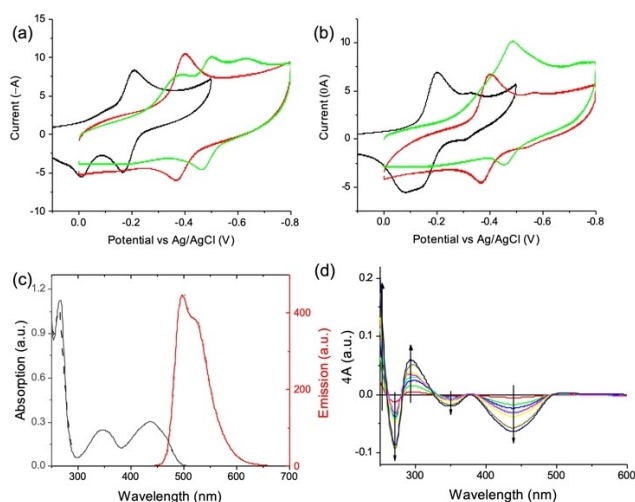 (a)
Current (–A)
15
10
5
0
-5
-10
0.0 -0.2 -0.4 -0.6 -0.8
Potential vs Ag/AgCl (V)
(b)
Current (0A)
10
5
0
-5
0.0 -0.2 -0.4 -0.6 -0.8
Potential vs Ag/AgCl (V)
(c)
Absorption (a.u.)
1.2
0.9
0.6
0.3
0.0
400
200
0
Emission (a.u.)
300 400 500 600 700
Wavelength (nm)
(d)
4A (a.u.)
0.2
0.1
0.0
-0.1
300 400 500 600
Wavelength (nm)